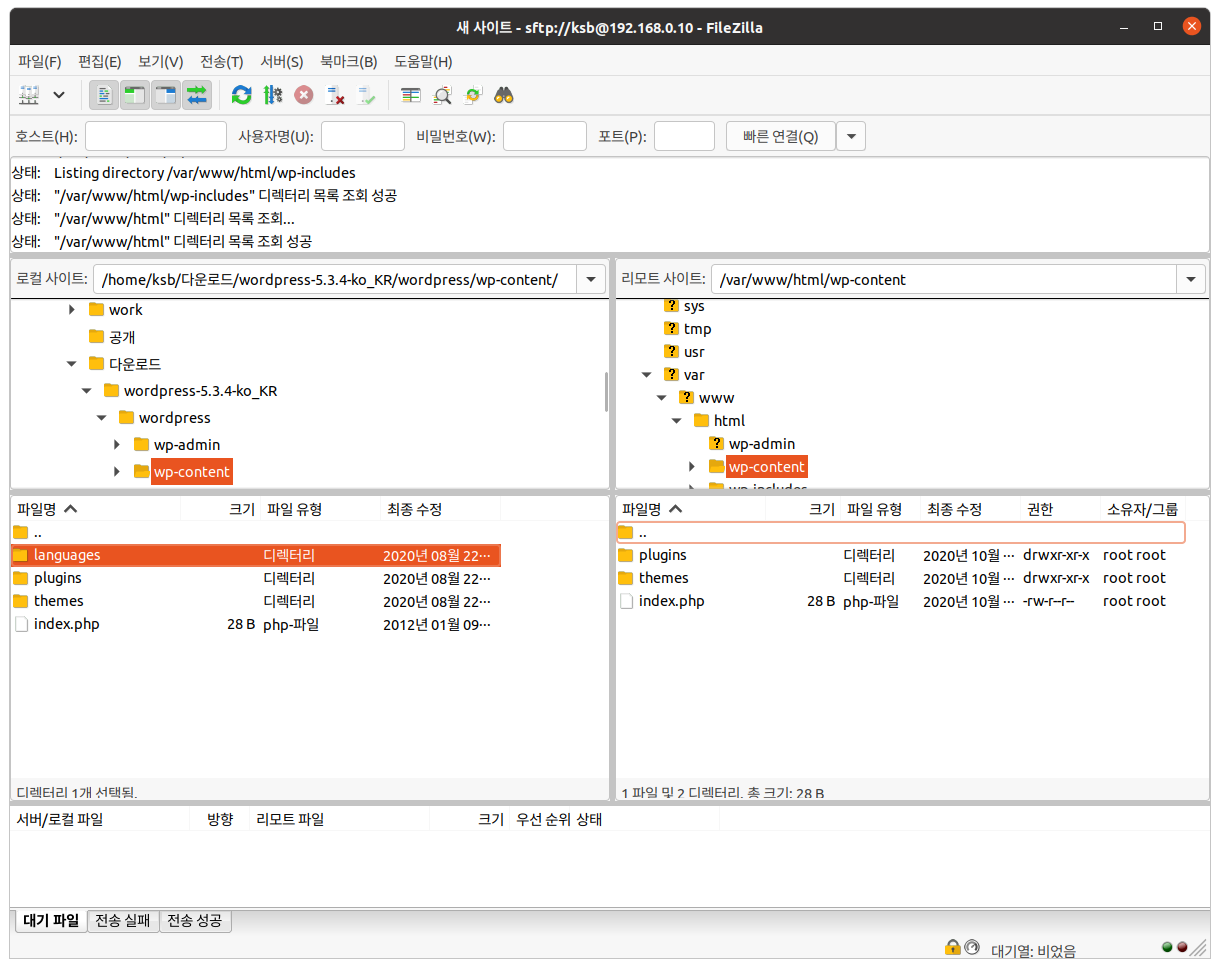 새 사이트 - sftp://ksb@192.168.0.10 - FileZilla
파일(F) 편집(E) 보기(V) 전송(T) 서버(S) 북마크(B) 도움말(H)
호스트(H): 사용자명(U): 비밀번호(W): 포트(P): 빠른 연결(Q)
상태: Listing directory /var/www/html/wp-includes
상태: "/var/www/html/wp-includes" 디렉터리 목록 조회 성공
상태: "/var/www/html" 디렉터리 목록 조회...
상태: "/var/www/html" 디렉터리 목록 조회 성공
로컬 사이트: /home/ksb/다운로드/wordpress-5.3.4-ko_KR/wordpress/wp-content/
work
공개
다운로드
wordpress-5.3.4-ko_KR
wordpress
wp-admin
wp-content
파일명 크기 파일 유형 최종 수정
..
languages 디렉터리 2020년 08월 22…
plugins 디렉터리 2020년 08월 22…
themes 디렉터리 2020년 08월 22…
index.php 28 B php-파일 2012년 01월 09…
디렉터리 1개 선택됨.
리모트 사이트: /var/www/html/wp-content
sys
tmp
usr
var
www
html
wp-admin
wp-content
wp-includes
파일명 크기 파일 유형 최종 수정 권한 소유자/그룹
..
plugins 디렉터리 2020년 10월 … drwxr-xr-x root root
themes 디렉터리 2020년 10월 … drwxr-xr-x root root
index.php 28 B php-파일 2020년 10월 … -rw-r--r-- root root
1 파일 및 2 디렉터리. 총 크기: 28 B
서버/로컬 파일 방향 리모트 파일 크기 우선 순위 상태
대기 파일 전송 실패 전송 성공
대기열: 비었음